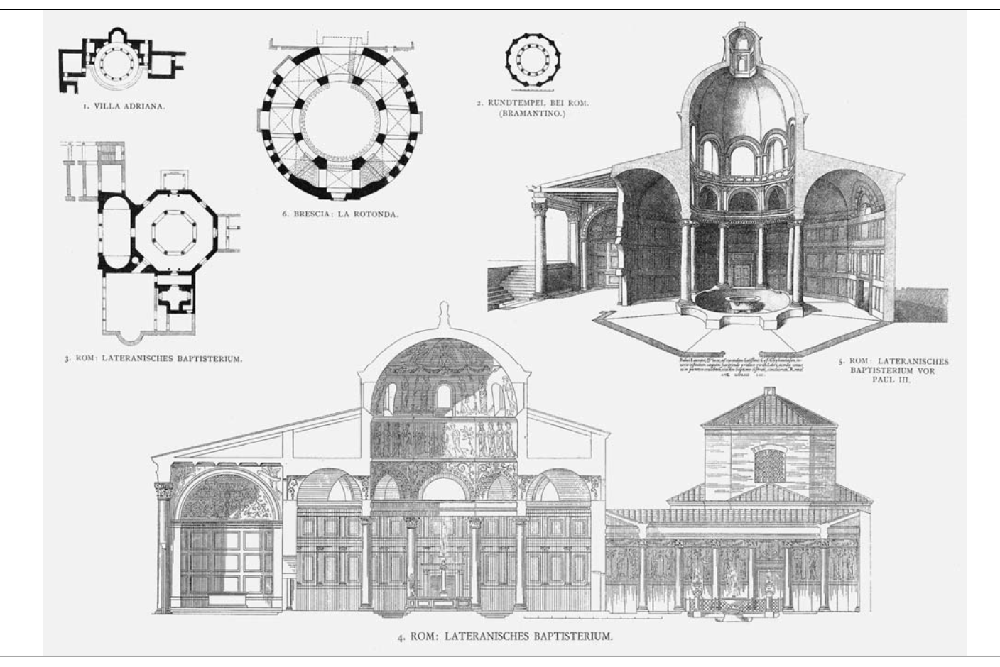 1. VILLA ADRIANA.
2. RUNDTEMPEL BEI ROM.
(BRAMANTINO.)
6. BRESCIA: LA ROTONDA.
3. ROM: LATERANISCHES BAPTISTERIUM.
5. ROM: LATERANISCHES
BAPTISTERIUM VOR
PAUL III.
4. ROM: LATERANISCHES BAPTISTERIUM.